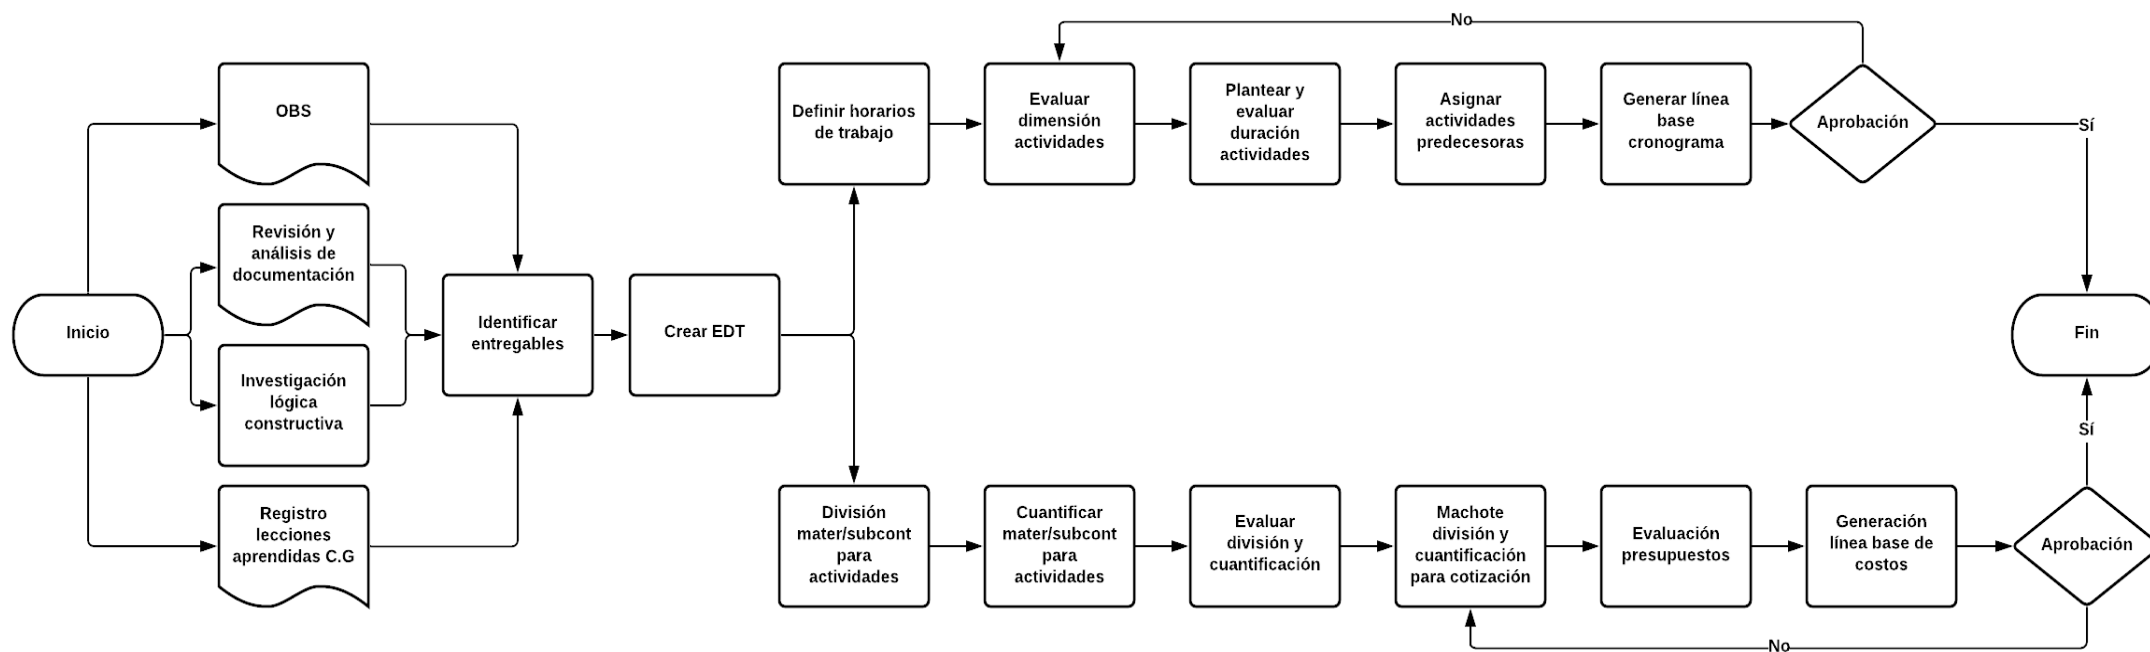 No
OBS
Definir horarios
de trabajo
Evaluar
dimensión
actividades
Plantear y
evaluar
duración
actividades
Asignar
actividades
predecesoras
Generar línea
base
cronograma
Aprobación
Sí
Revisión y
análisis de
documentación
Inicio
Investigación
lógica
constructiva
Identificar
entregables
Crear EDT
Fin
Sí
Registro
lecciones
aprendidas C.G
División
mater/subcont
para
actividades
Cuantificar
mater/subcont
para
actividades
Evaluar
división y
cuantificación
Machote
división y
cuantificación
para cotización
Evaluación
presupuestos
Generación
línea base de
costos
Aprobación
No